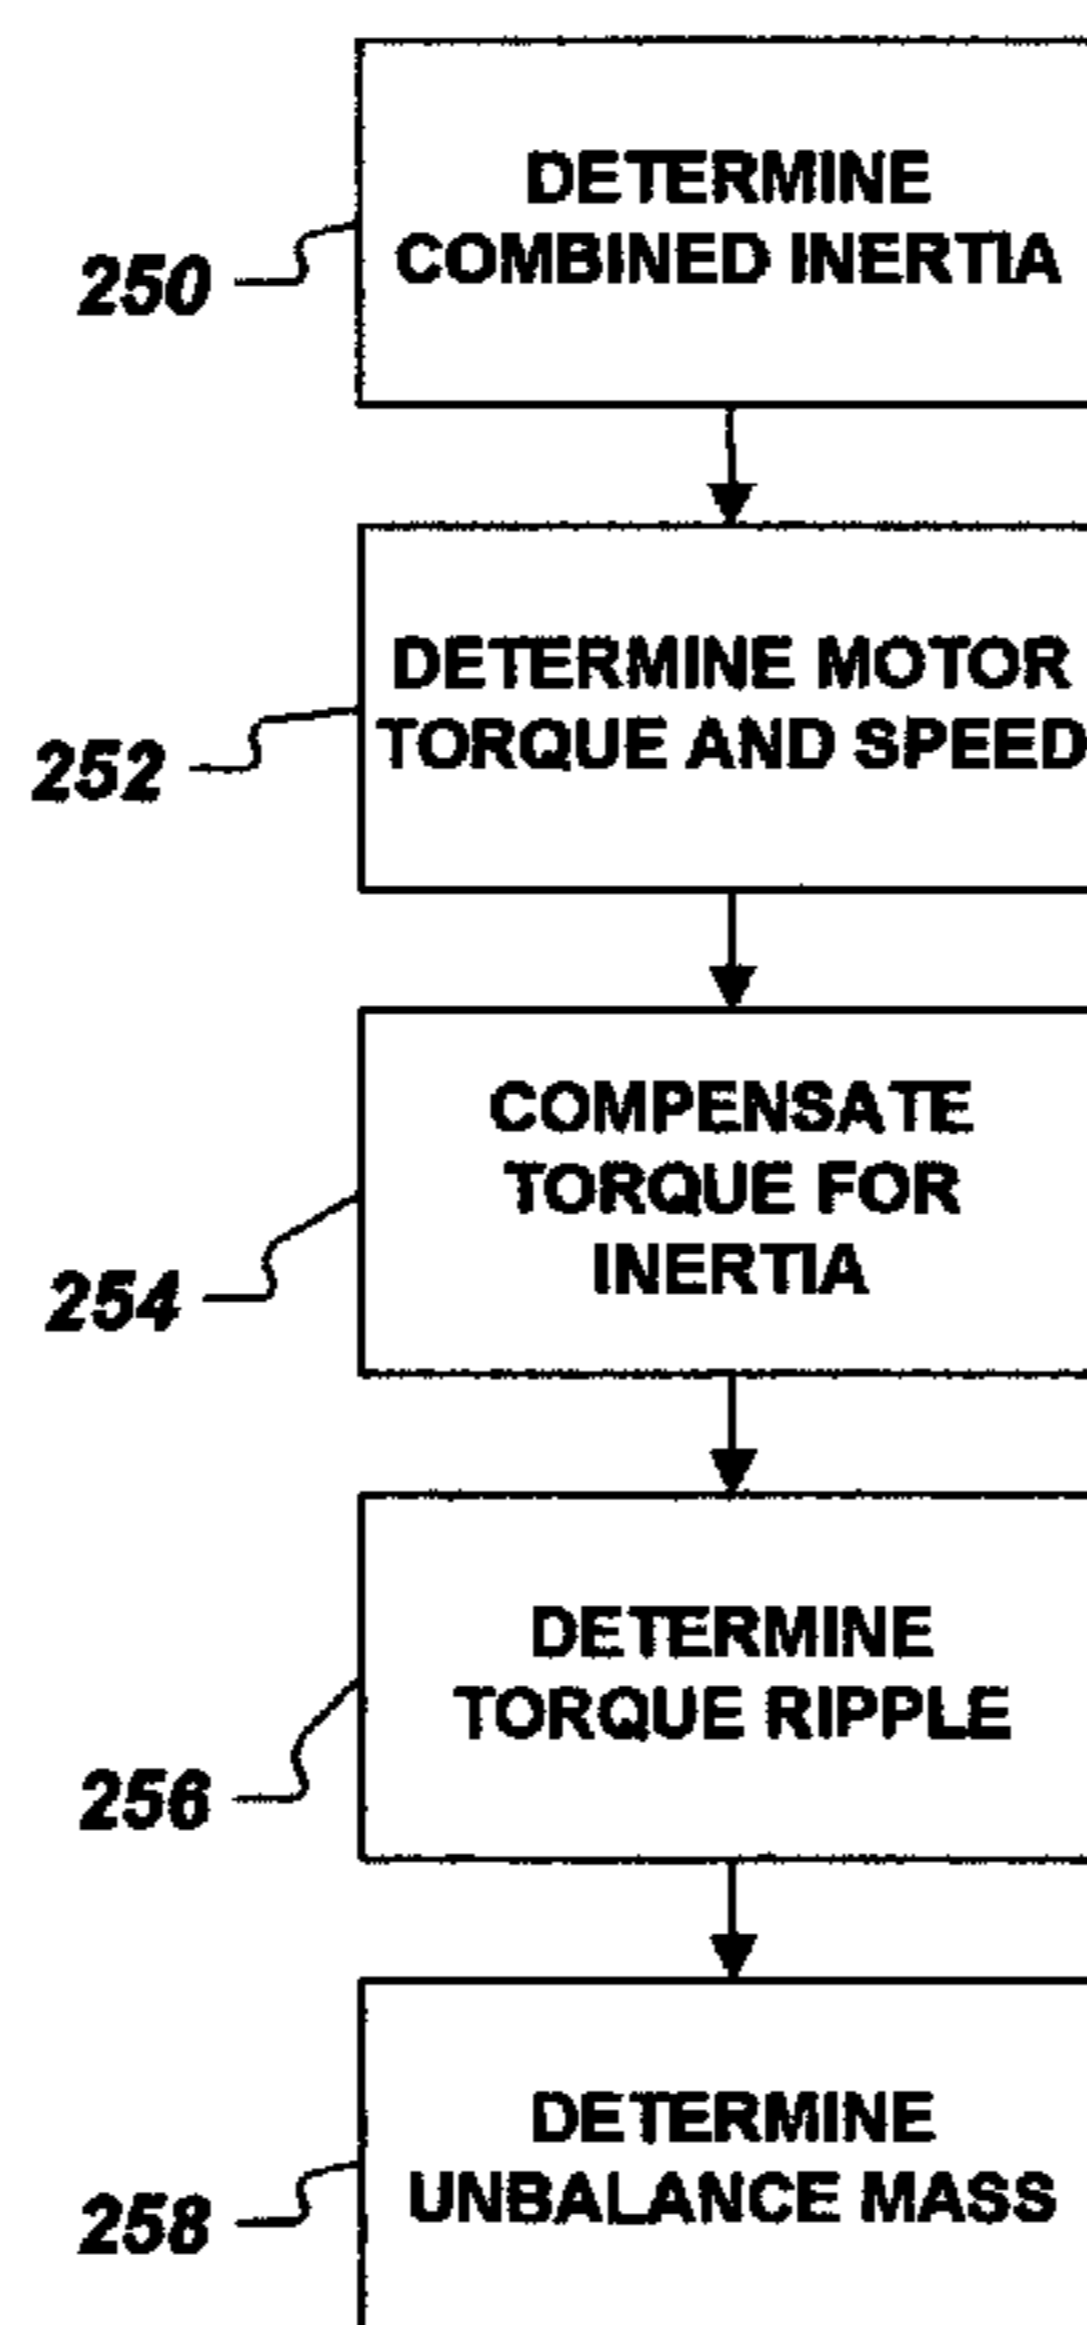 DETERMINE
COMBINED INERTIA
250
DETERMINE MOTOR
TORQUE AND SPEED
252
COMPENSATE
TORQUE FOR
INERTIA
254
DETERMINE
TORQUE RIPPLE
256
DETERMINE
UNBALANCE MASS
258